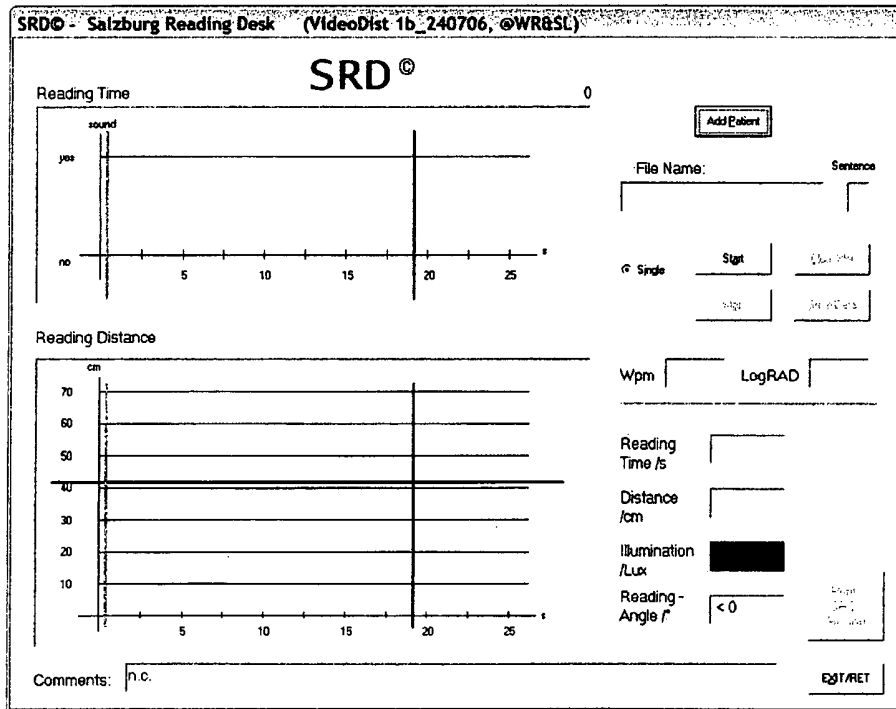 SRD© - Salzburg Reading Desk (VideoDist 1b_240706, @WR&SL)
SRD ©
Reading Time 0
sound
yes
no
5 10 15 20 25 s
Add Patient
File Name: Sentence
Single
Start
Reading Distance
cm
70
60
50
40
30
20
10
5 10 15 20 25 s
Wpm LogRAD
Reading
Time /s
Distance
/cm
Illumination
/Lux
Reading -
Angle /° < 0
Comments: n.c.
EXIT/RET